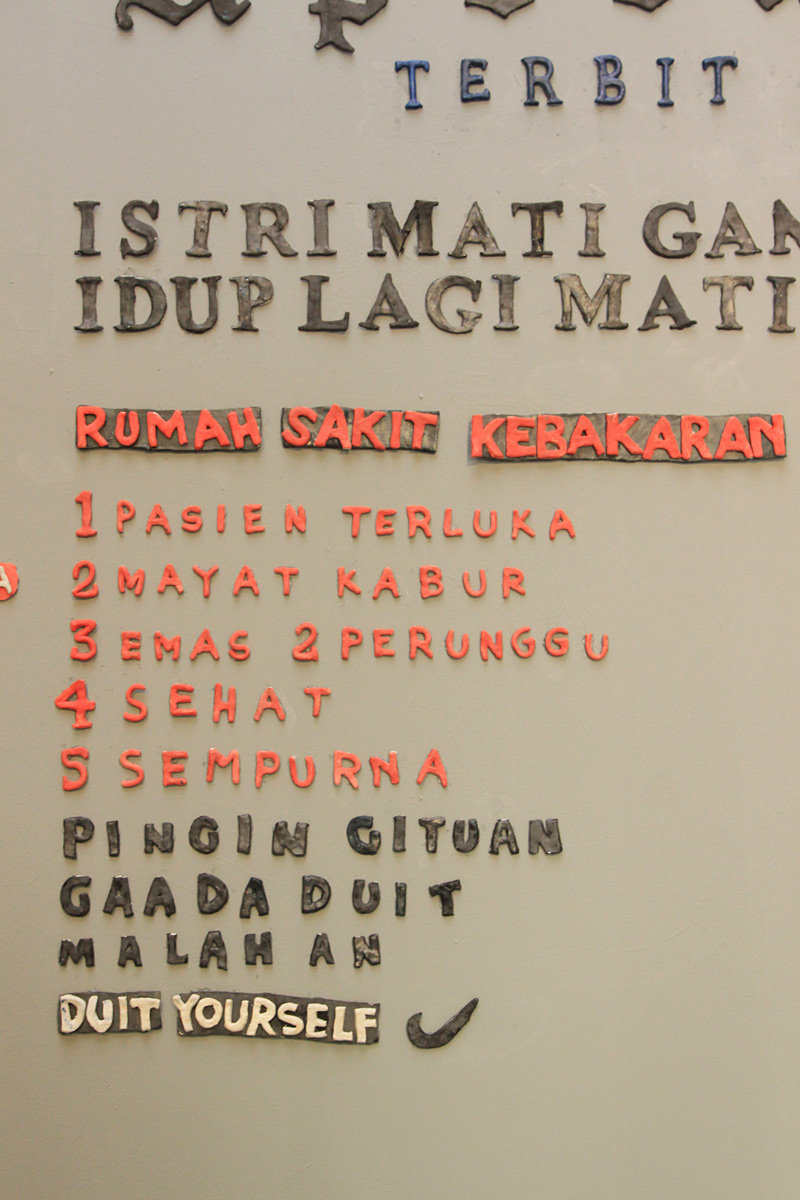 TERBIT
ISTRI MATI
IDUP LAGI MATI
RUMAH SAKIT KEBAKARAN
1 PASIEN TERLUKA
2 MAYAT KABUR
3 EMAS 2 PERUNGGU
4 SEHAT
5 SEMPURNA
PINGIN GITUAN
GAADA DUIT
MALAH AN
DUIT YOURSELF